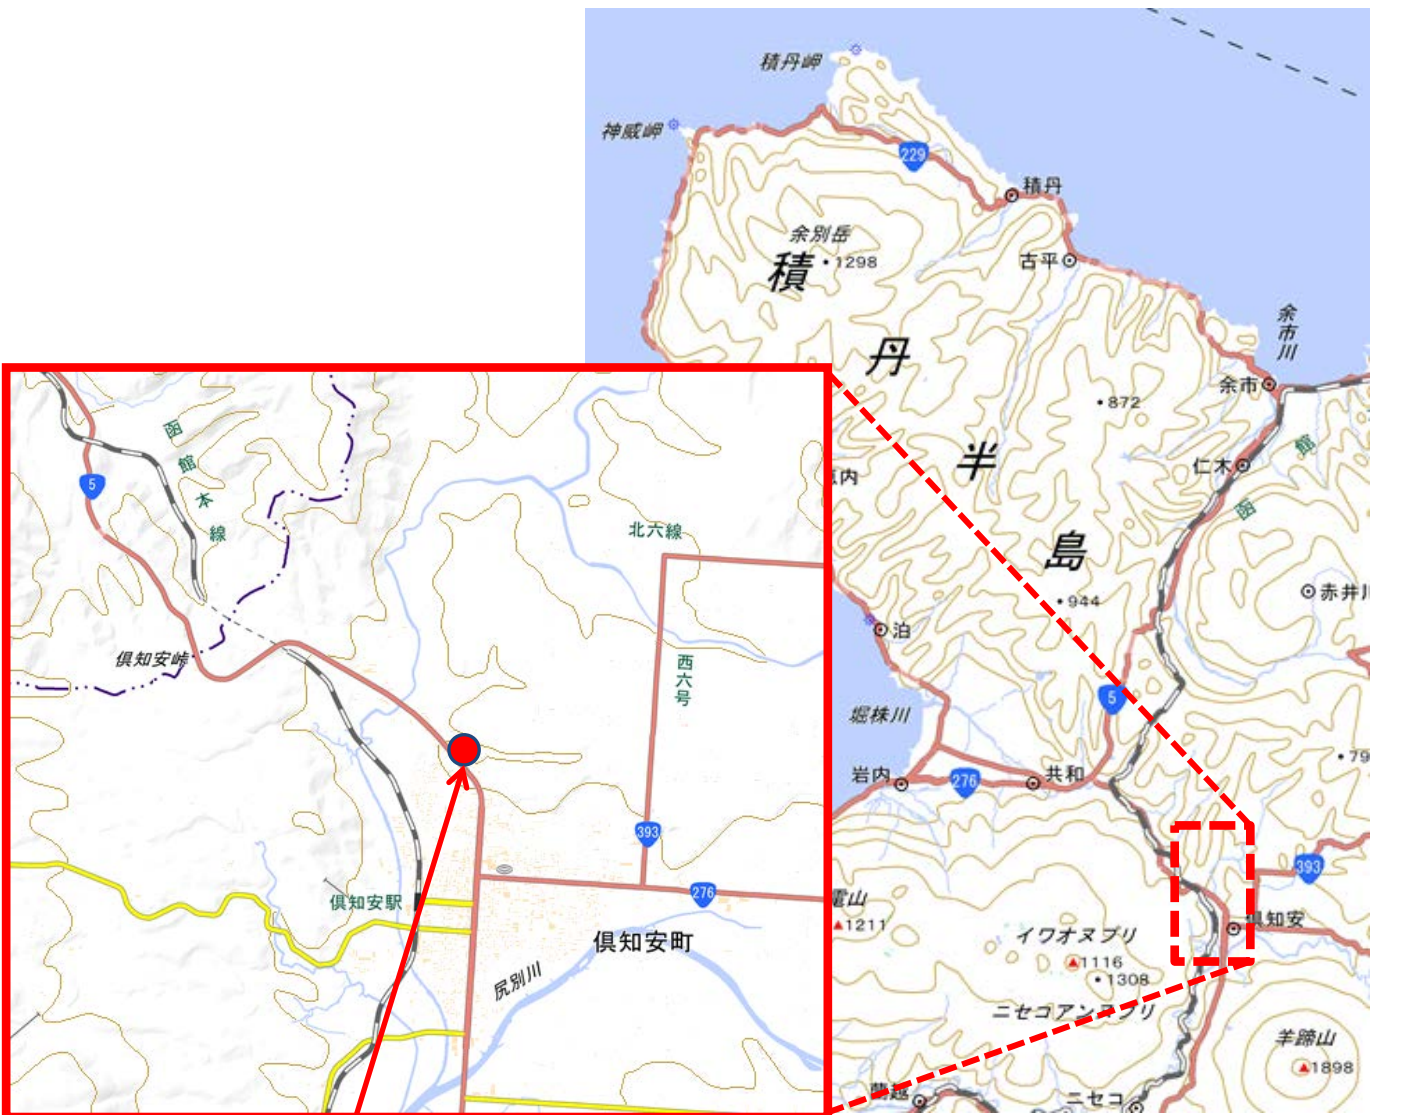 積丹岬
神威岬
229
積丹
余別岳
1298
積
丹
半
島
古平
余市川
余市
872
仁木
函
館
944
泊
堀株川
5
岩内
276
共和
393
1211
倶知安
イワオヌプリ
1116
1308
ニセコアンヌプリ
羊蹄山
1898
ニセコ
函館本線
5
倶知安峠
北六線
西六号
393
276
倶知安駅
倶知安町
尻別川